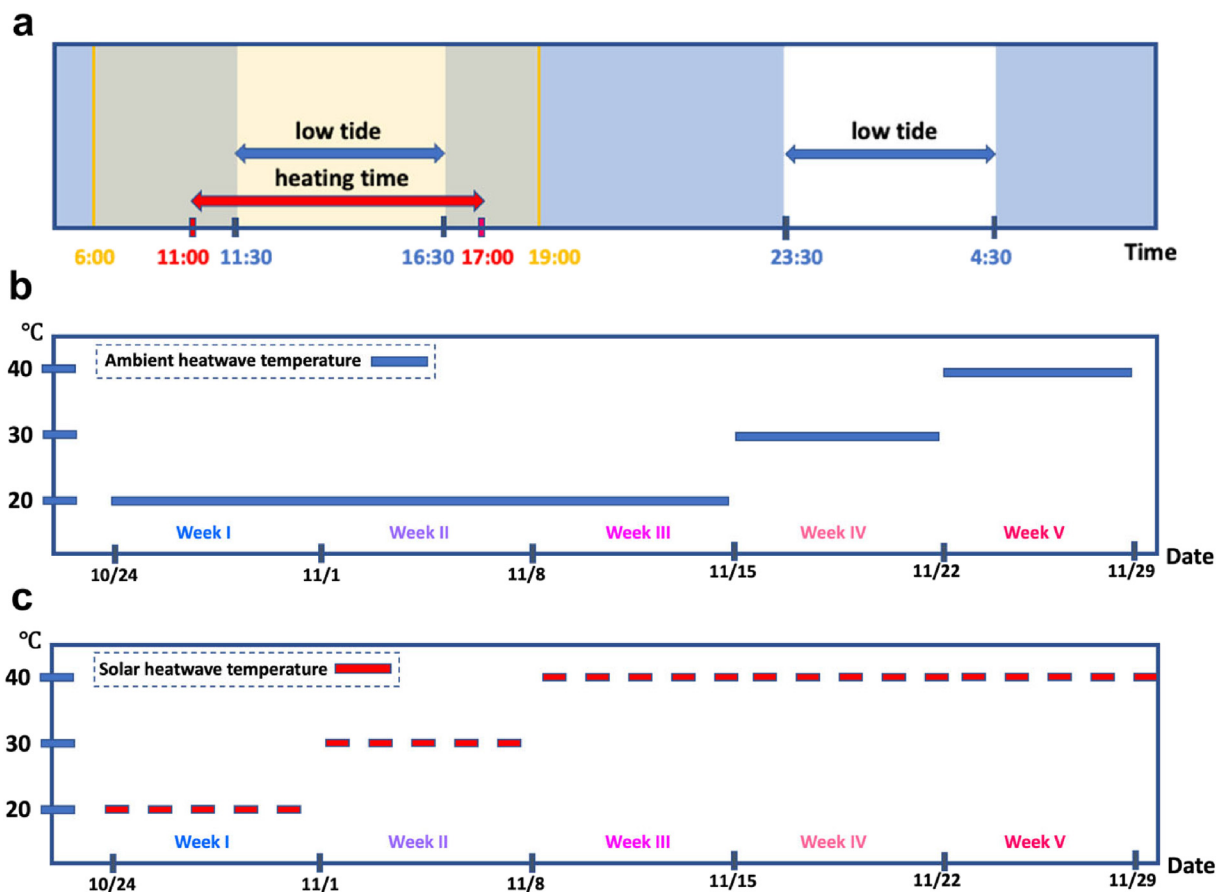 a
low tide
low tide
heating time
6:00 11:00 11:30 16:30 17:00 19:00 23:30 4:30 Time
b
℃
Ambient heatwave temperature
40
30
20
Week I Week II Week III Week IV Week V
10/24 11/1 11/8 11/15 11/22 11/29 Date
c
℃
Solar heatwave temperature
40
30
20
Week I Week II Week III Week IV Week V
10/24 11/1 11/8 11/15 11/22 11/29 Date